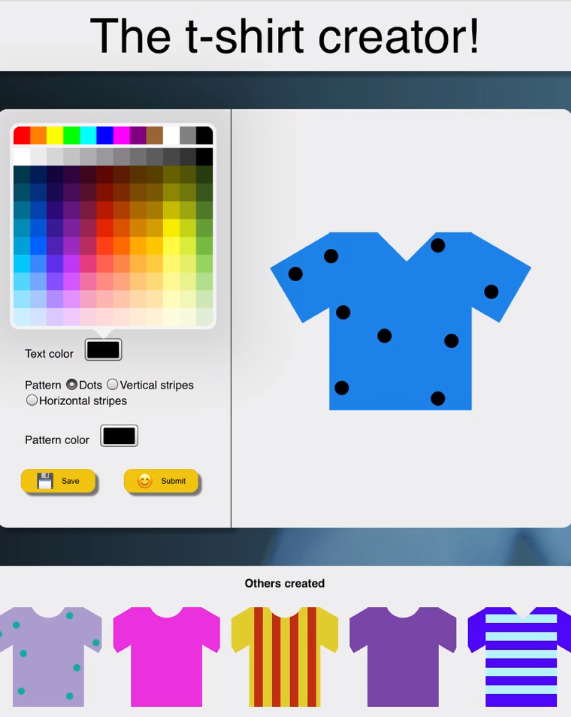 The t-shirt creator!
Text color
Pattern Dots Vertical stripes
Horizontal stripes
Pattern color
Save Submit
Others created